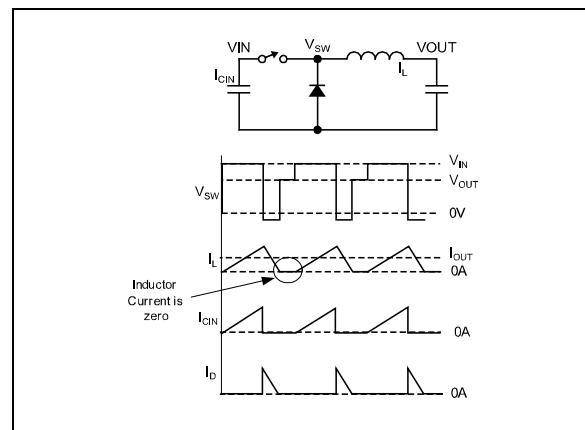 VIN
VSW
VOUT
ICIN
IL
VIN
VOUT
VSW
0V
IL
IOUT
0A
Inductor
Current is
zero
ICIN
0A
ID
0A